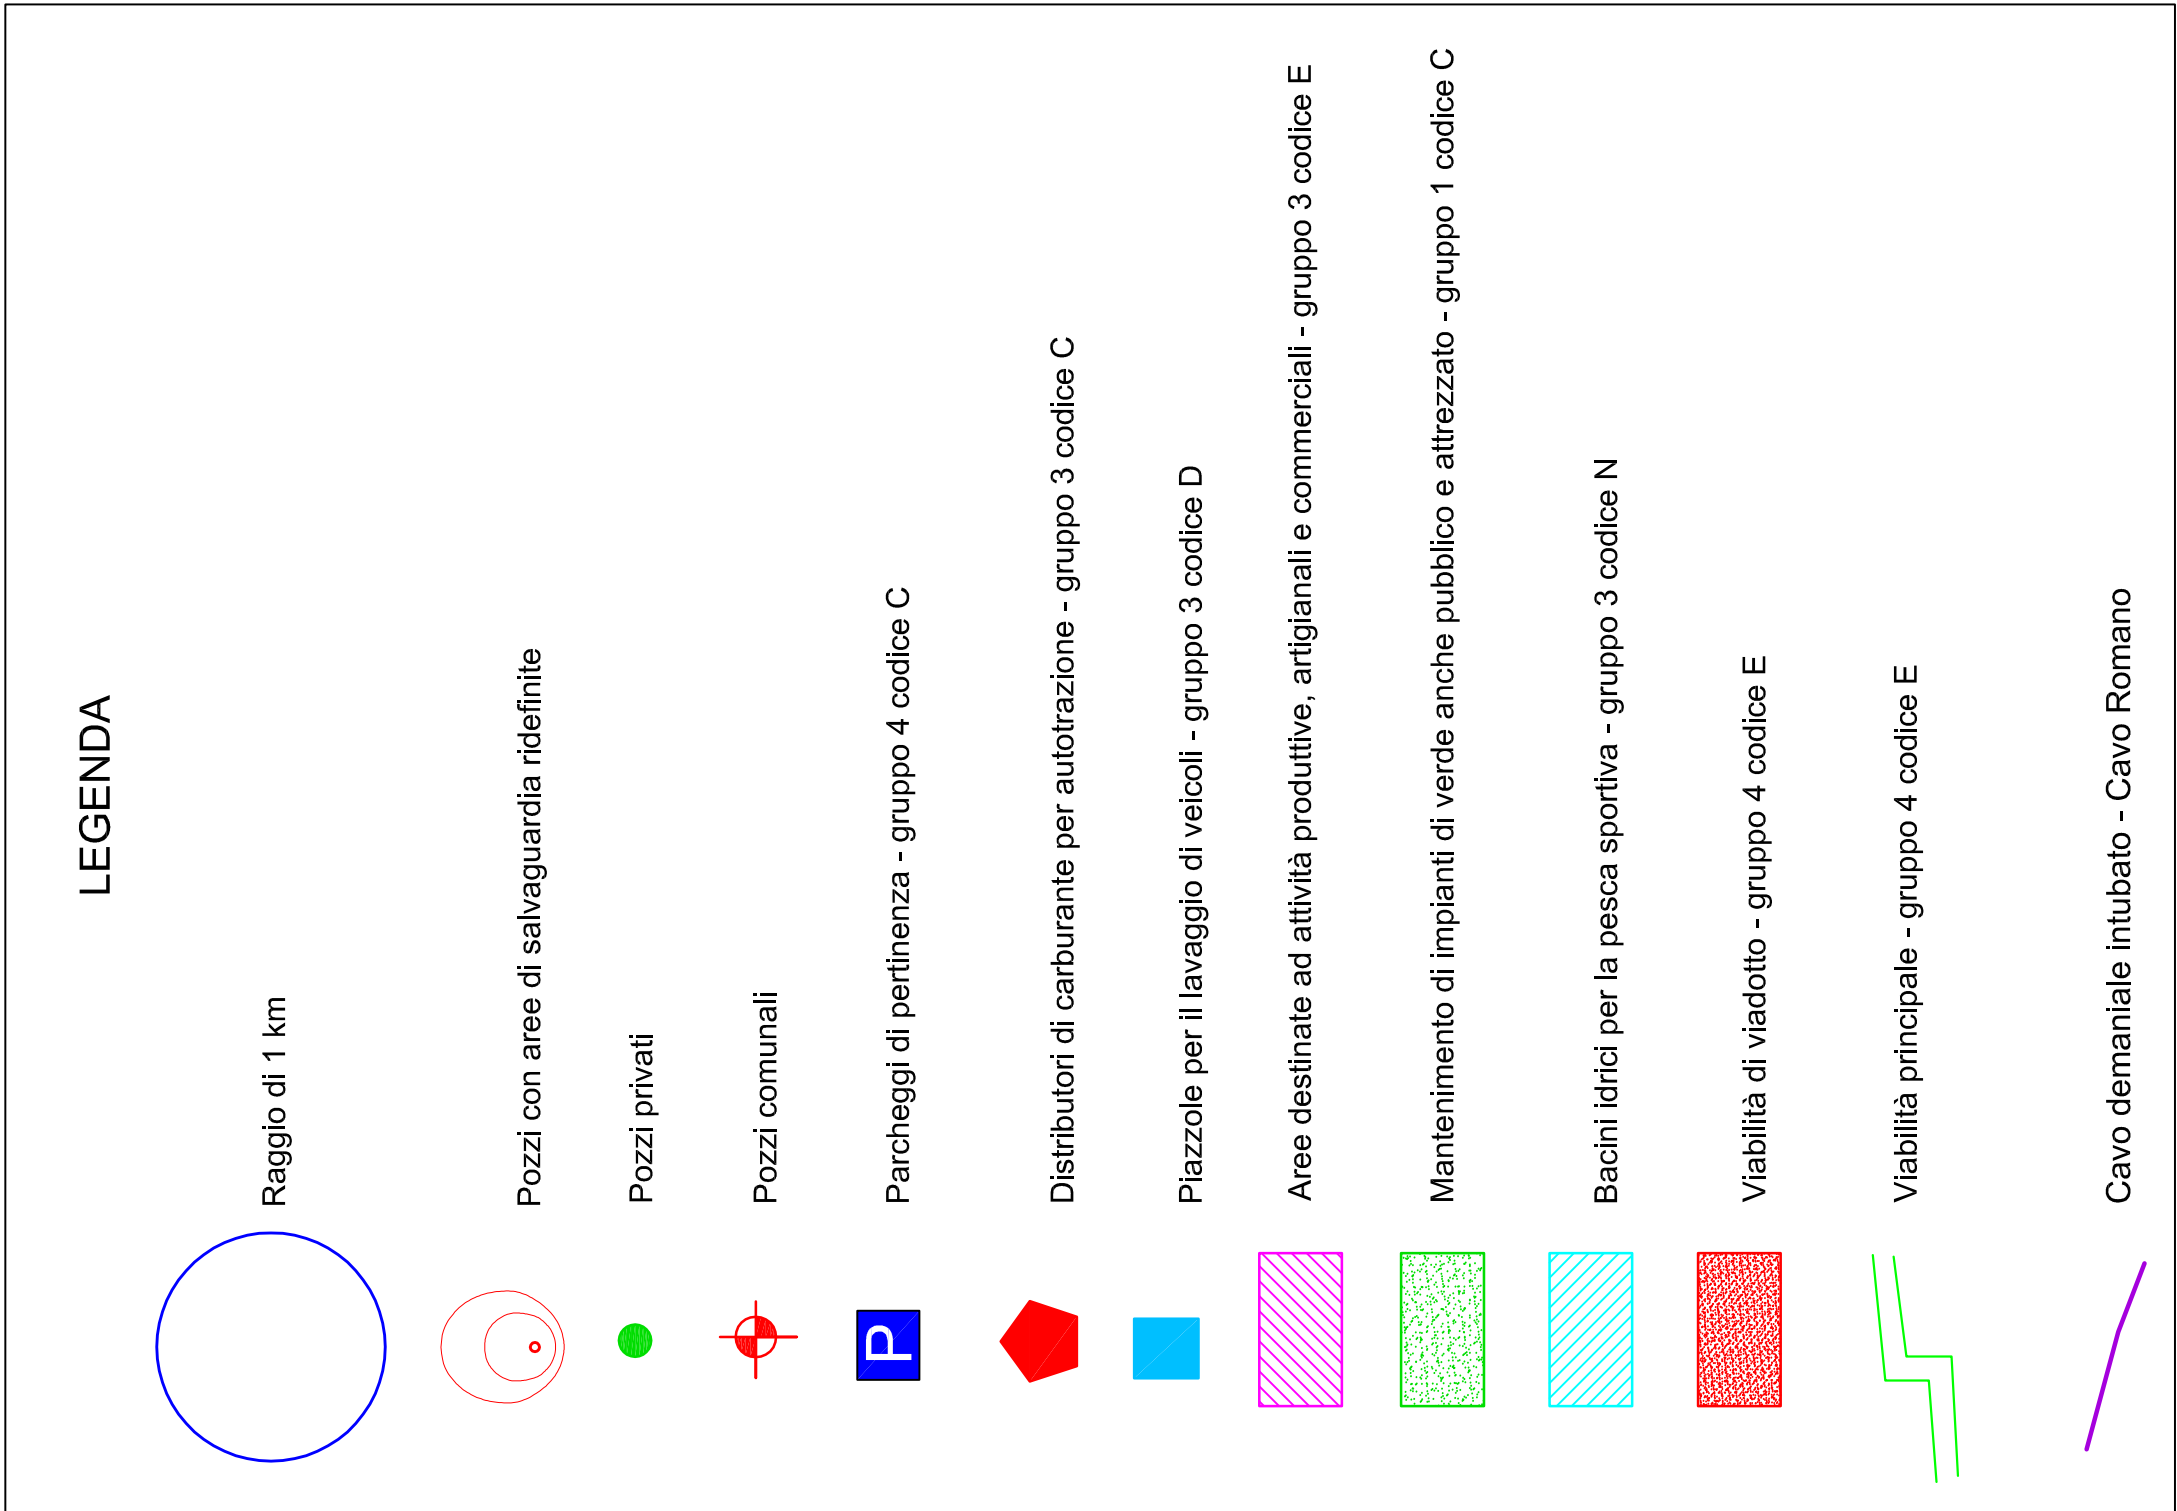 LEGENDA
Raggio di 1 km
Pozzi con aree di salvaguardia ridefinite
Pozzi privati
Pozzi comunali
P
Parcheggi di pertinenza - gruppo 4 codice C
Distributori di carburante per autotrazione - gruppo 3 codice C
Piazzole per il lavaggio di veicoli - gruppo 3 codice D
Aree destinate ad attività produttive, artigianali e commerciali - gruppo 3 codice E
Mantenimento di impianti di verde anche pubblico e attrezzato - gruppo 1 codice C
Bacini idrici per la pesca sportiva - gruppo 3 codice N
Viabilità di viadotto - gruppo 4 codice E
Viabilità principale - gruppo 4 codice E
Cavo demaniale intubato - Cavo Romano